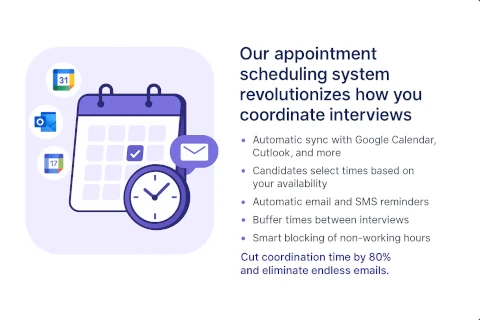 31
17
Our appointment
scheduling system
revolutionizes how you
coordinate interviews
• Automatic sync with Google Calendar,
Cutlook, and more
• Candidates select times based on
your availability
• Automatic email and SMS reminders
• Buffer times between interviews
• Smart blocking of non-working hours
Cut coordination time by 80%
and eliminate endless emails.